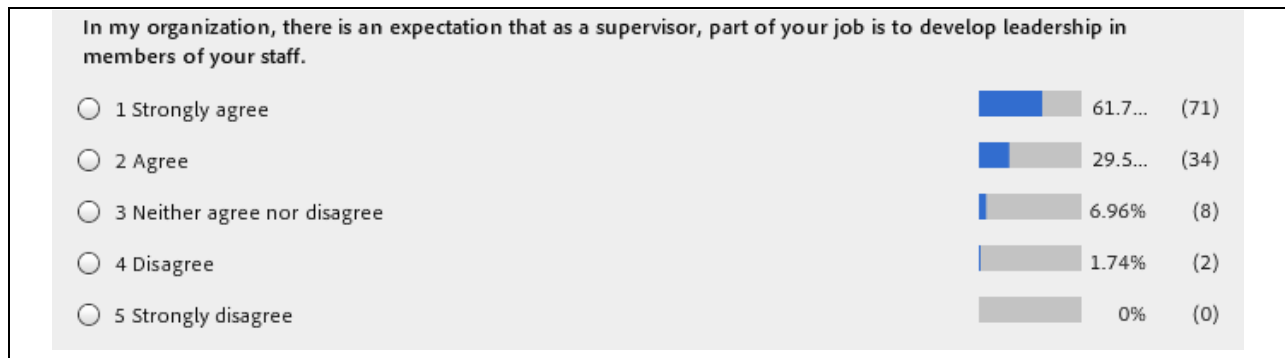 In my organization, there is an expectation that as a supervisor, part of your job is to develop leadership in
members of your staff.
1 Strongly agree 61.7... (71)
2 Agree 29.5... (34)
3 Neither agree nor disagree 6.96% (8)
4 Disagree 1.74% (2)
5 Strongly disagree 0% (0)